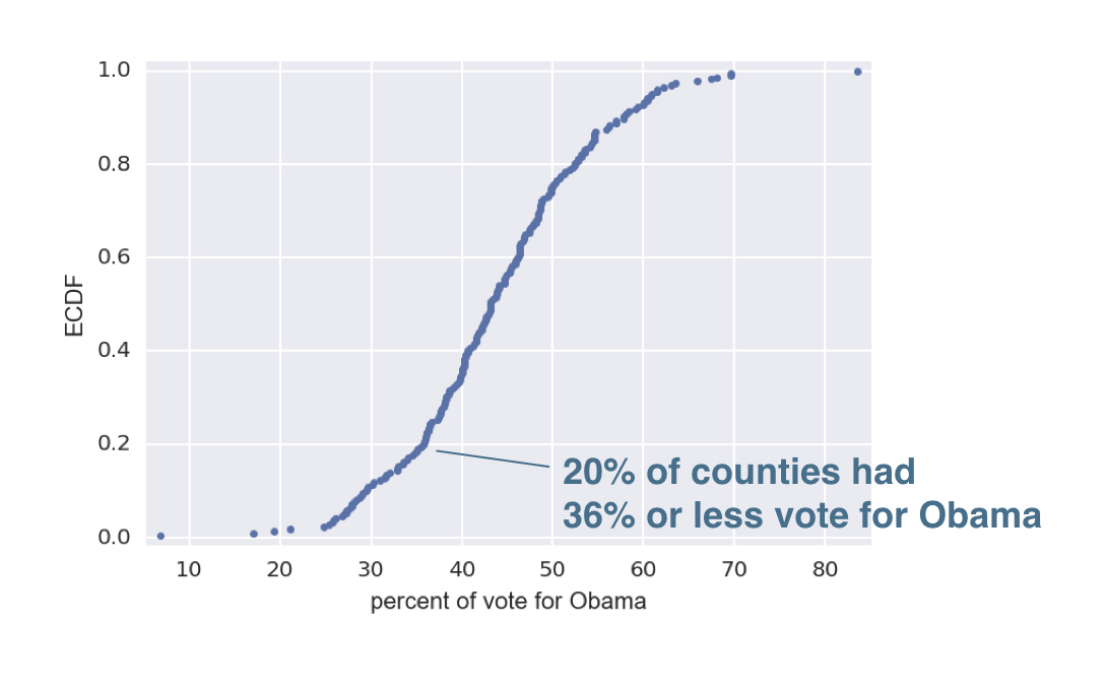 1.0
0.8
0.6
0.4
0.2
0.0
ECDF
20% of counties had
36% or less vote for Obama
10 20 30 40 50 60 70 80
percent of vote for Obama